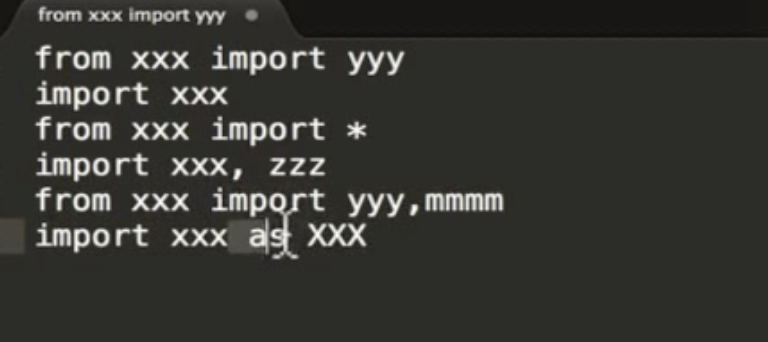 from xxx import yyy
from xxx import yyy
import xxx
from xxx import *
import xxx, zzz
from xxx import yyy,mmmm
import xxx as XXX